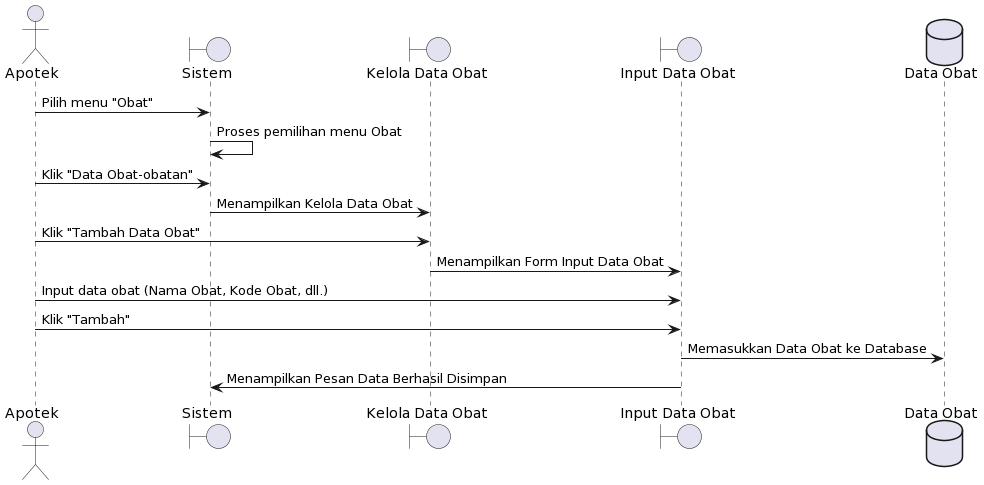 Apotek
Sistem
Kelola Data Obat
Input Data Obat
Data Obat
Pilih menu "Obat"
Proses pemilihan menu Obat
Klik "Data Obat-obatan"
Menampilkan Kelola Data Obat
Klik "Tambah Data Obat"
Menampilkan Form Input Data Obat
Input data obat (Nama Obat, Kode Obat, dll.)
Klik "Tambah"
Memasukkan Data Obat ke Database
Menampilkan Pesan Data Berhasil Disimpan
Apotek
Sistem
Kelola Data Obat
Input Data Obat
Data Obat